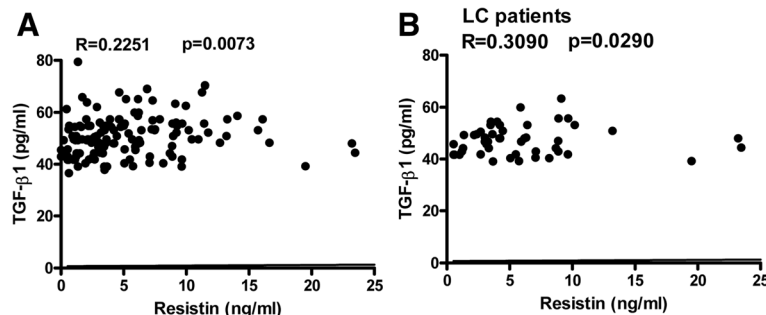 A
R=0.2251 p=0.0073
80
60
40
20
0
TGF-β1 (pg/ml)
0 5 10 15 20 25
Resistin (ng/ml)
B
LC patients
R=0.3090 p=0.0290
80
60
40
20
0
TGF-β1 (pg/ml)
0 5 10 15 20 25
Resistin (ng/ml)